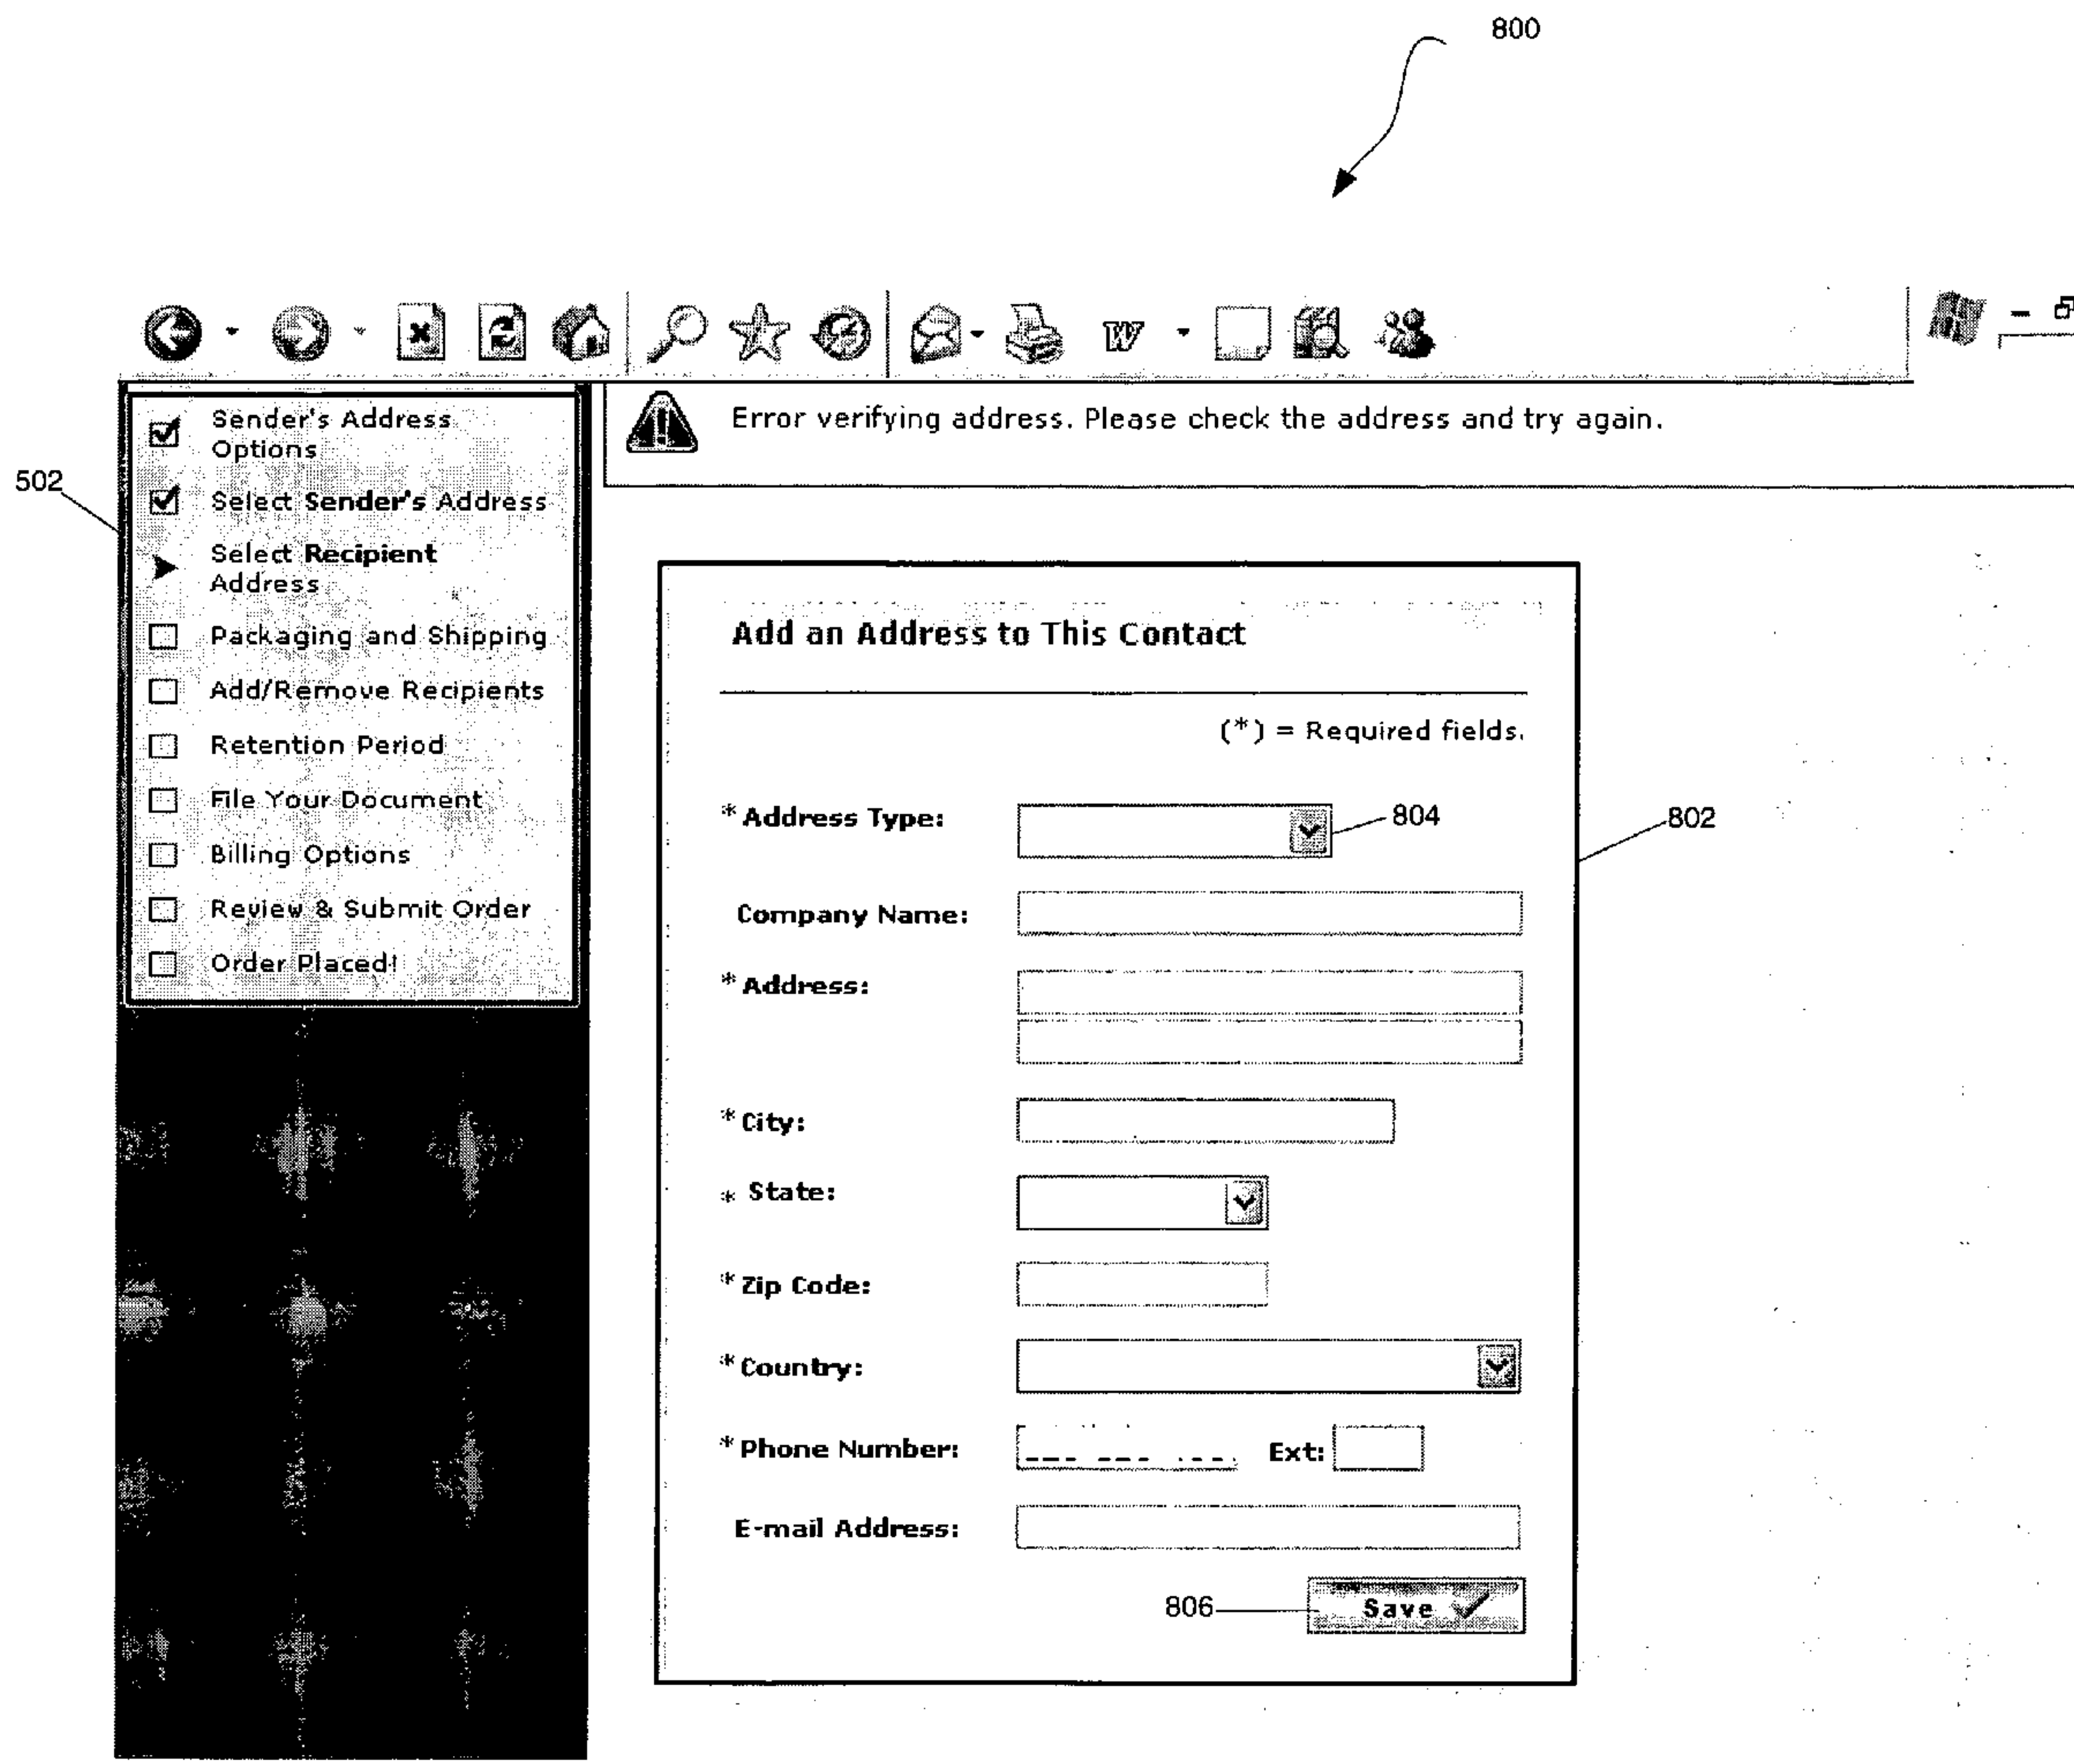 800
W
Error verifying address. Please check the address and try again.
502
Sender's Address
Options
Select Sender's Address
Select Recipient
Address
Packaging and Shipping
Add/Remove Recipients
Retention Period
File Your Document
Billing Options
Review & Submit Order
Order Placed!
Add an Address to This Contact
(*) = Required fields.
* Address Type:
804
802
Company Name:
* Address:
* City:
* State:
* Zip Code:
* Country:
* Phone Number: Ext:
E-mail Address:
806
Save